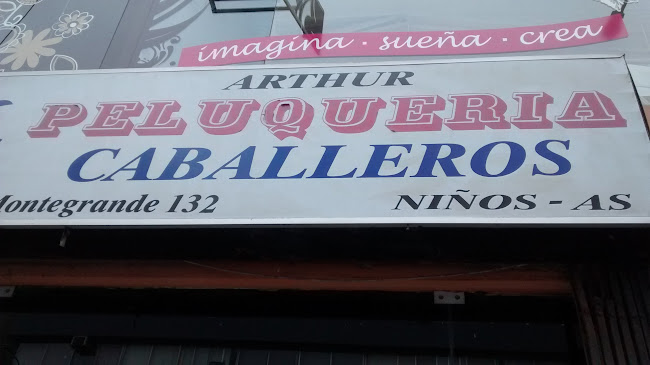 imagina · sueña · crea
ARTHUR
PELUQUERIA
CABALLEROS
Montegrande 132 NIÑOS - AS